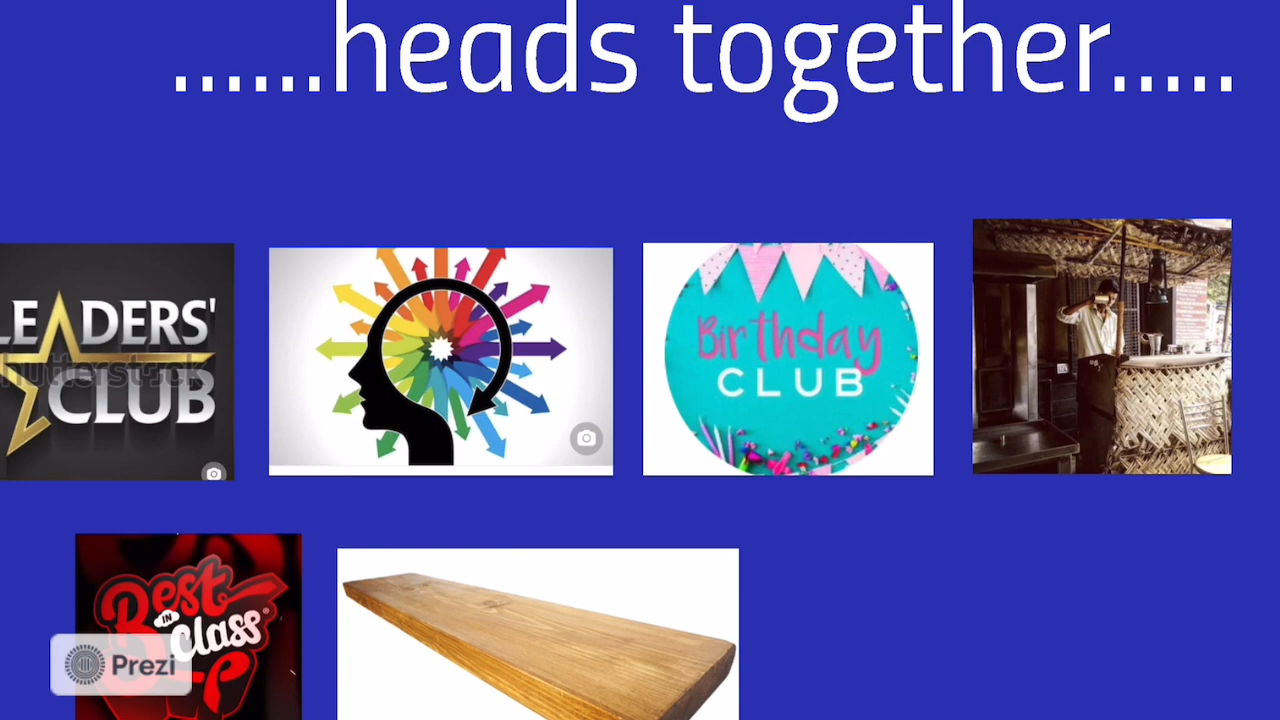 ......heads together.....
LEADERS'
CLUB
Birthday
CLUB
Best
IN
class
Prezi